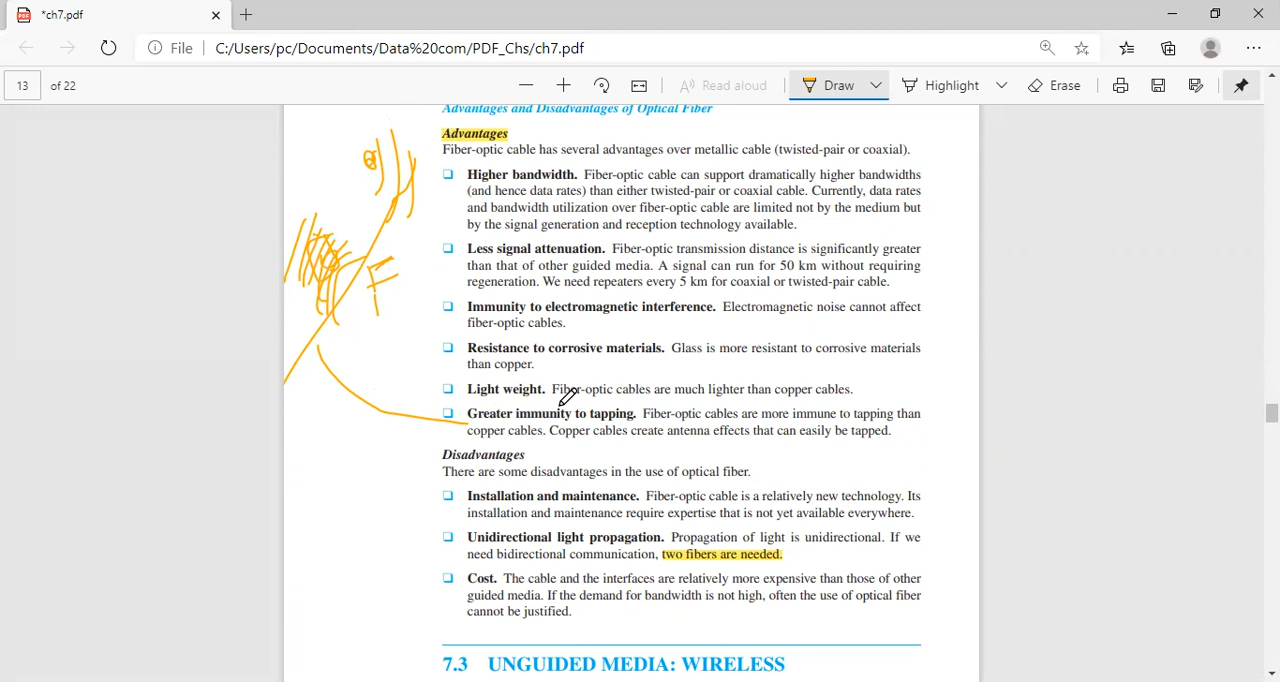 *ch7.pdf
File
C:/Users/pc/Documents/Data%20com/PDF_Chs/ch7.pdf
13 of 22
Read aloud
Draw
Highlight
Erase
Advantages and Disadvantages of Optical Fiber
Advantages
Fiber-optic cable has several advantages over metallic cable (twisted-pair or coaxial).
Higher bandwidth. Fiber-optic cable can support dramatically higher bandwidths
(and hence data rates) than either twisted-pair or coaxial cable. Currently, data rates
and bandwidth utilization over fiber-optic cable are limited not by the medium but
by the signal generation and reception technology available.
Less signal attenuation. Fiber-optic transmission distance is significantly greater
than that of other guided media. A signal can run for 50 km without requiring
regeneration. We need repeaters every 5 km for coaxial or twisted-pair cable.
Immunity to electromagnetic interference. Electromagnetic noise cannot affect
fiber-optic cables.
Resistance to corrosive materials. Glass is more resistant to corrosive materials
than copper.
Light weight. Fiber-optic cables are much lighter than copper cables.
Greater immunity to tapping. Fiber-optic cables are more immune to tapping than
copper cables. Copper cables create antenna effects that can easily be tapped.
Disadvantages
There are some disadvantages in the use of optical fiber.
Installation and maintenance. Fiber-optic cable is a relatively new technology. Its
installation and maintenance require expertise that is not yet available everywhere.
Unidirectional light propagation. Propagation of light is unidirectional. If we
need bidirectional communication, two fibers are needed.
Cost. The cable and the interfaces are relatively more expensive than those of other
guided media. If the demand for bandwidth is not high, often the use of optical fiber
cannot be justified.
7.3 UNGUIDED MEDIA: WIRELESS